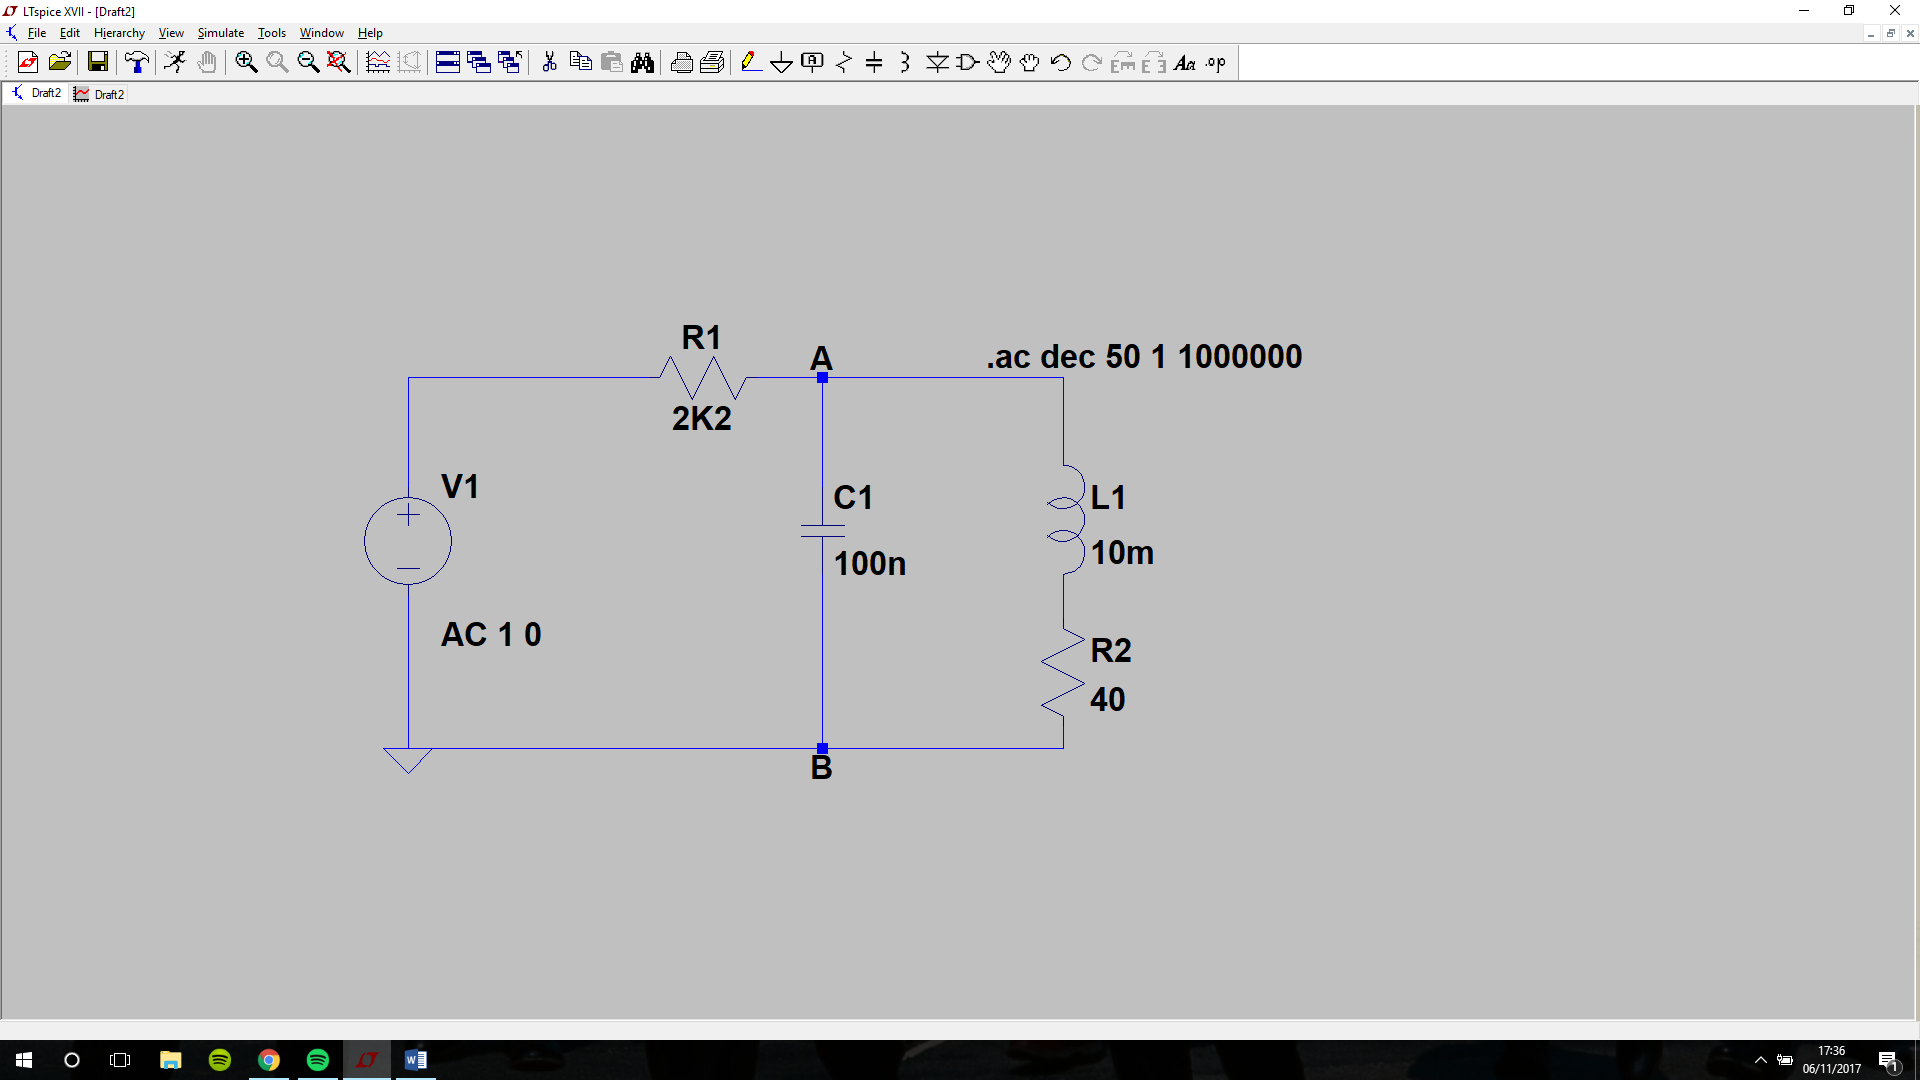 LTspice XVII - [Draft2]
File Edit Hierarchy View Simulate Tools Window Help
Draft2 Draft2
R1
A
.ac dec 50 1 1000000
2K2
V1
C1
L1
10m
100n
AC 1 0
R2
40
B
17:36
06/11/2017
1